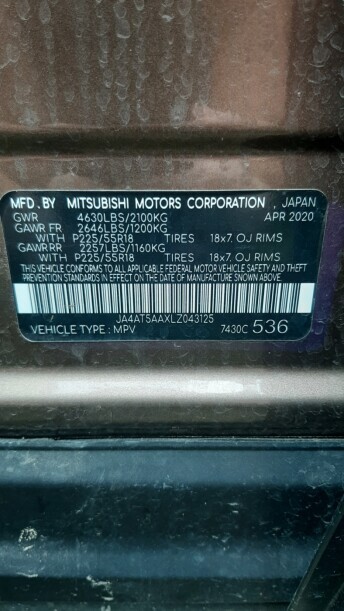 MFD. BY MITSUBISHI MOTORS CORPORATION, JAPAN
GWR 4630LBS/2100KG APR 2020
GAWR FR 2646LBS/1200KG
WITH P225/55R18 TIRES 18x7. OJ RIMS
GAWR RR 2257LBS/1160KG
WITH P225/55R18 TIRES 18x7. OJ RIMS
THIS VEHICLE CONFORMS TO ALL APPLICABLE FEDERAL MOTOR VEHICLE SAFETY AND THEFT
PREVENTION STANDARDS IN EFFECT ON THE DATE OF MANUFACTURE SHOWN ABOVE.
JA4AT5AAXLZ043125
VEHICLE TYPE: MPV 7430C 536